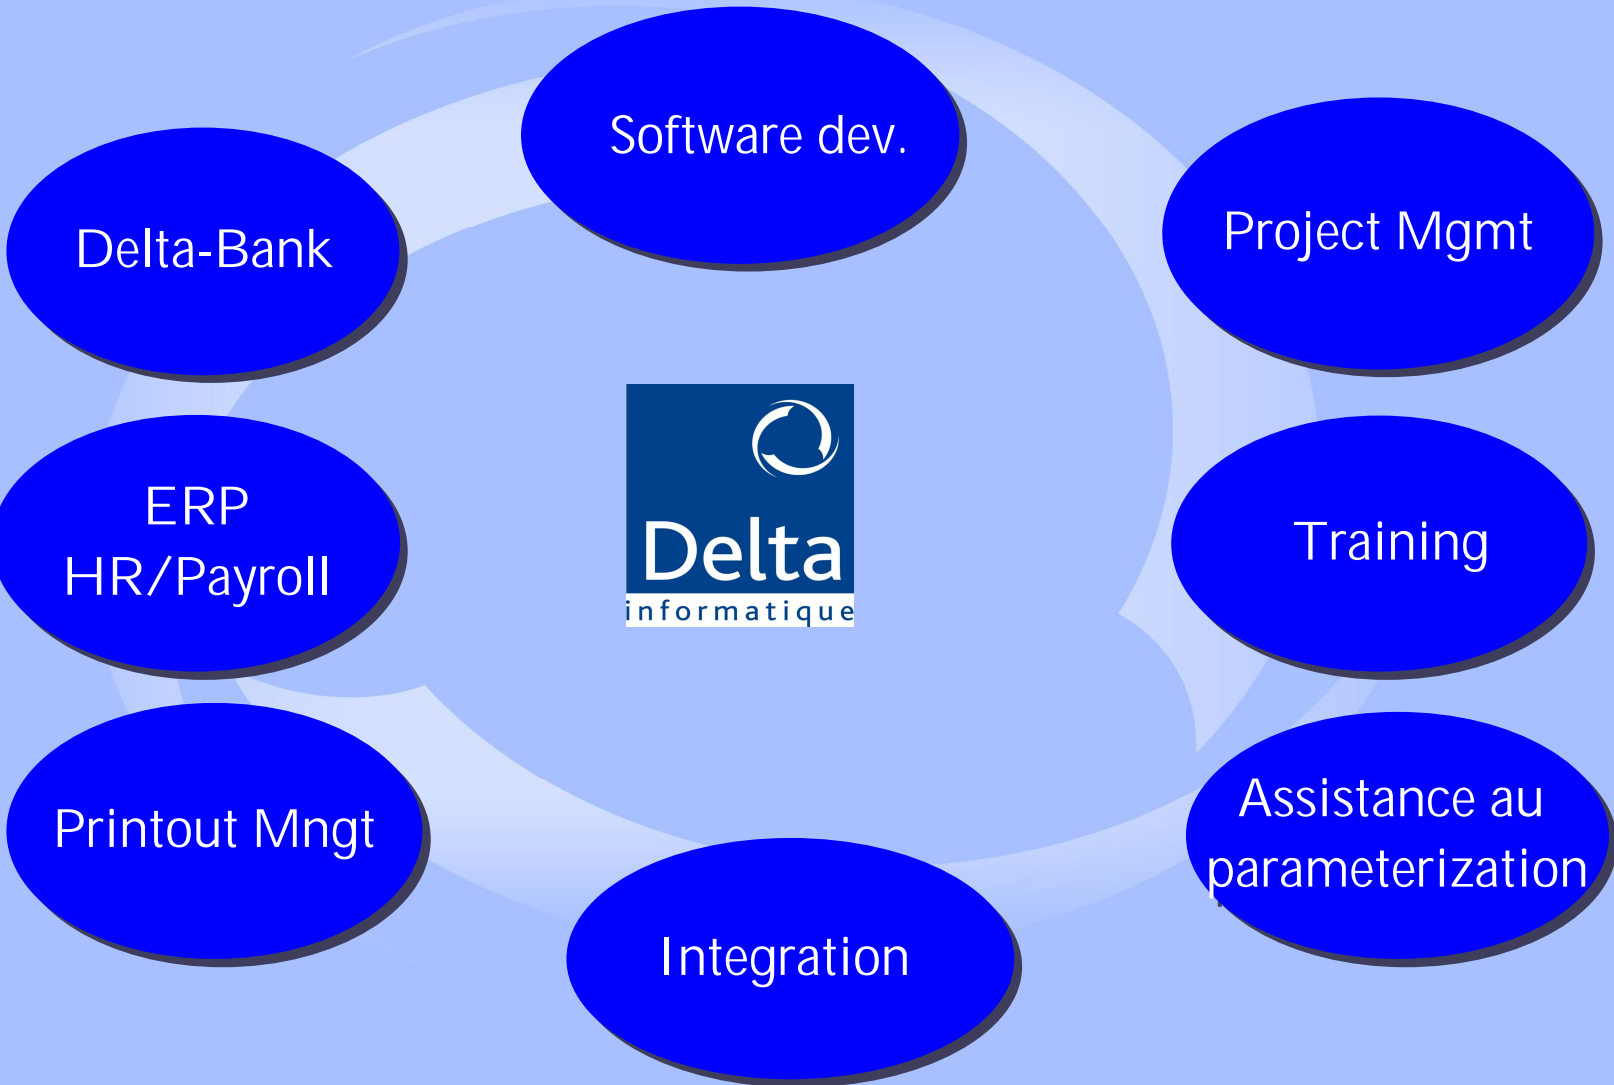 Software dev.
Project Mgmt
Delta-Bank
ERP
HR/Payroll
Delta
informatique
Training
Assistance au
parameterization
Printout Mngt
Integration